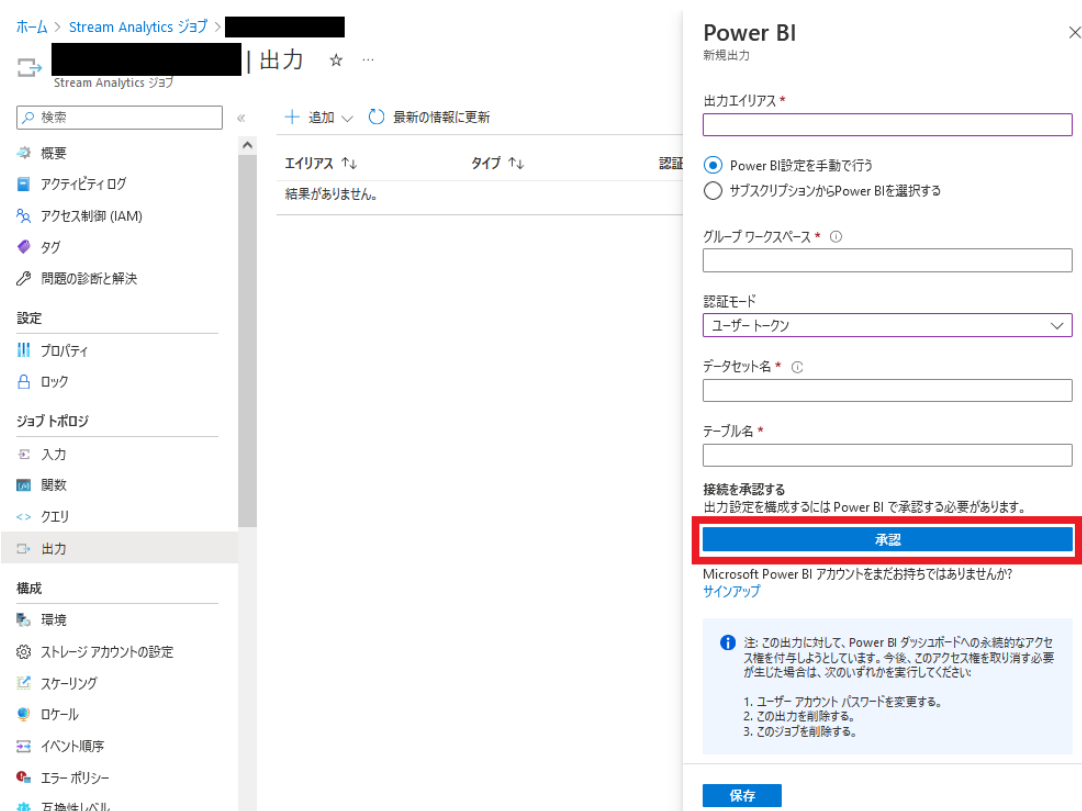 ホーム > Stream Analytics ジョブ >
| 出力 ☆ …
Stream Analytics ジョブ
検索
«
概要
アクティビティ ログ
アクセス制御 (IAM)
タグ
問題の診断と解決
設定
プロパティ
ロック
ジョブ トポロジ
入力
関数
クエリ
出力
構成
環境
ストレージ アカウントの設定
スケーリング
ロケール
イベント順序
エラー ポリシー
互換性レベル
＋ 追加 最新の情報に更新
エイリアス ↑↓ タイプ ↑↓ 認証
結果がありません。
Power BI
新規出力
出力エイリアス *
Power BI設定を手動で行う
サブスクリプションからPower BIを選択する
グループ ワークスペース *
認証モード
ユーザー トークン
データセット名 *
テーブル名 *
接続を承認する
出力設定を構成するには Power BI で承認する必要があります。
承認
Microsoft Power BI アカウントをまだお持ちではありませんか?
サインアップ
注: この出力に対して、Power BI ダッシュボードへの永続的なアクセ
ス権を付与しようとしています。今後、このアクセス権を取り消す必要
が生じた場合は、次のいずれかを実行してください:
1. ユーザー アカウント パスワードを変更する。
2. この出力を削除する。
3. このジョブを削除する。
保存